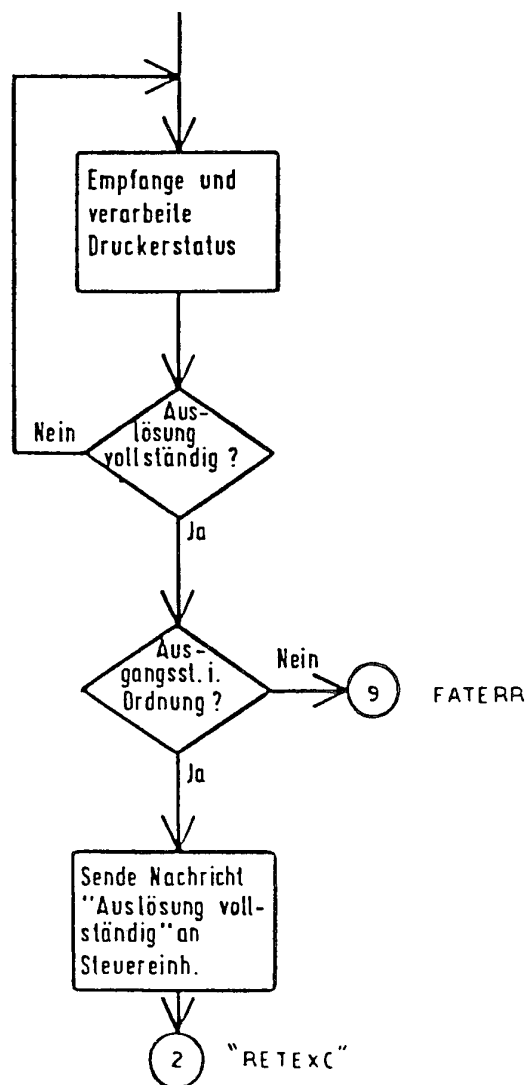 Empfange und
verarbeite
Druckerstatus
Aus-
lösung
vollständig ?
Nein
Ja
Aus-
gangsst. i.
Ordnung ?
Nein
9 FATERR
Ja
Sende Nachricht
"Auslösung voll-
ständig" an
Steuereinh.
2 "RETEXC"